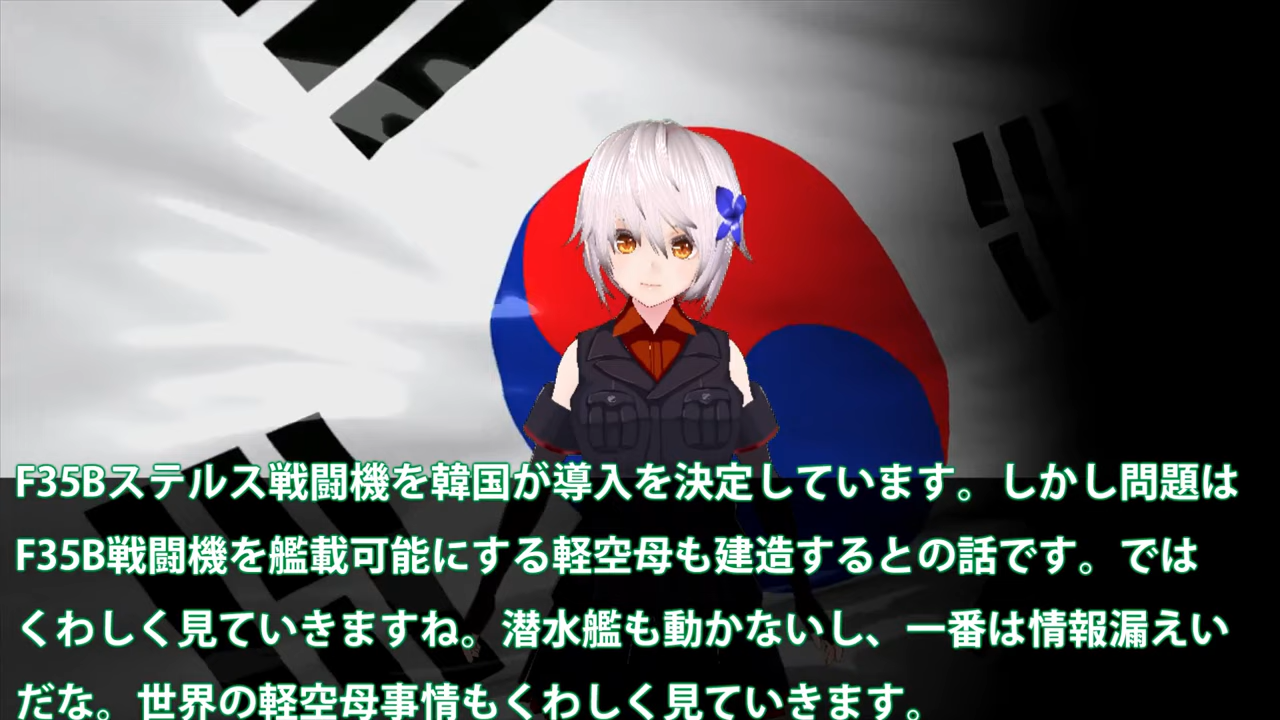 F35Bステルス戦闘機を韓国が導入を決定しています。しかし問題は
F35B戦闘機を艦載可能にする軽空母も建造するとの話です。では
くわしく見ていきますね。潜水艦も動かないし、一番は情報漏えい
だな。世界の軽空母事情もくわしく見ていきます。